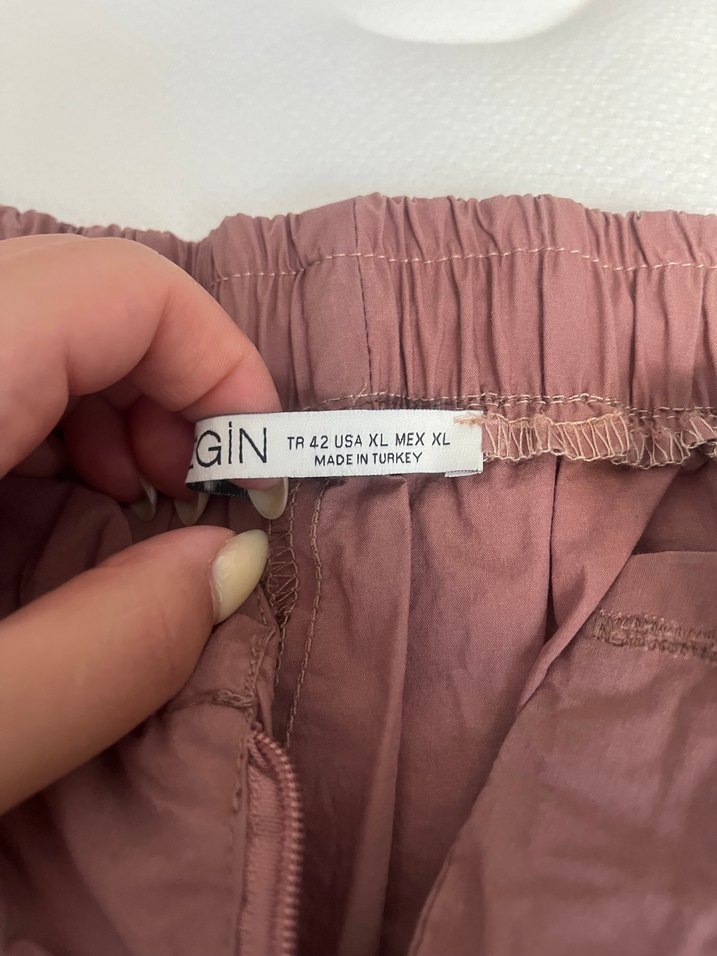 GİN
TR 42 USA XL MEX XL
MADE IN TURKEY